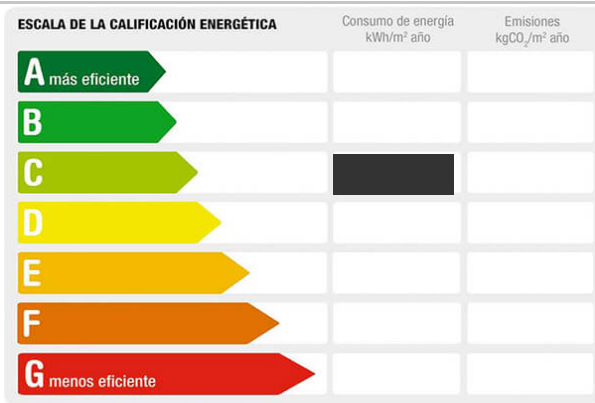 ESCALA DE LA CALIFICACIÓN ENERGÉTICA
Consumo de energía
kWh/m² año
Emisiones
kgCO₂/m² año
A más eficiente
B
C
D
E
F
G menos eficiente